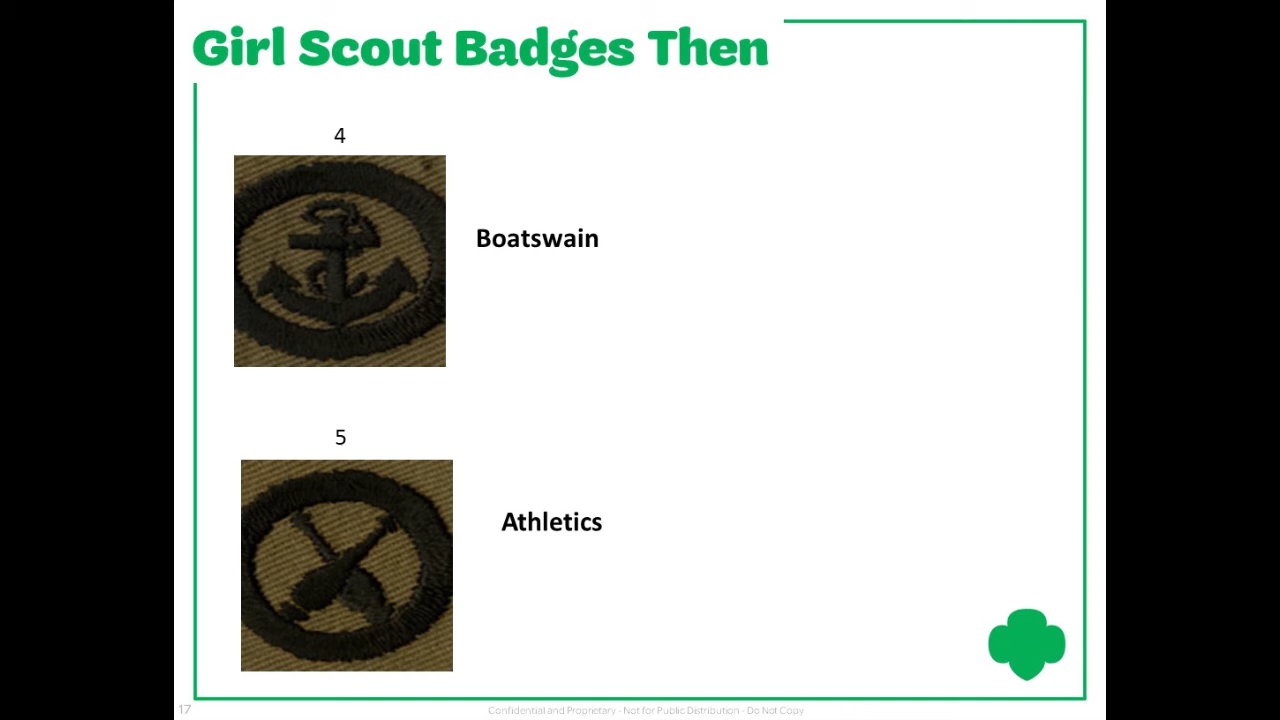 Girl Scout Badges Then
4
Boatswain
5
Athletics
17
Confidential and Proprietary - Not for Public Distribution - Do Not Copy